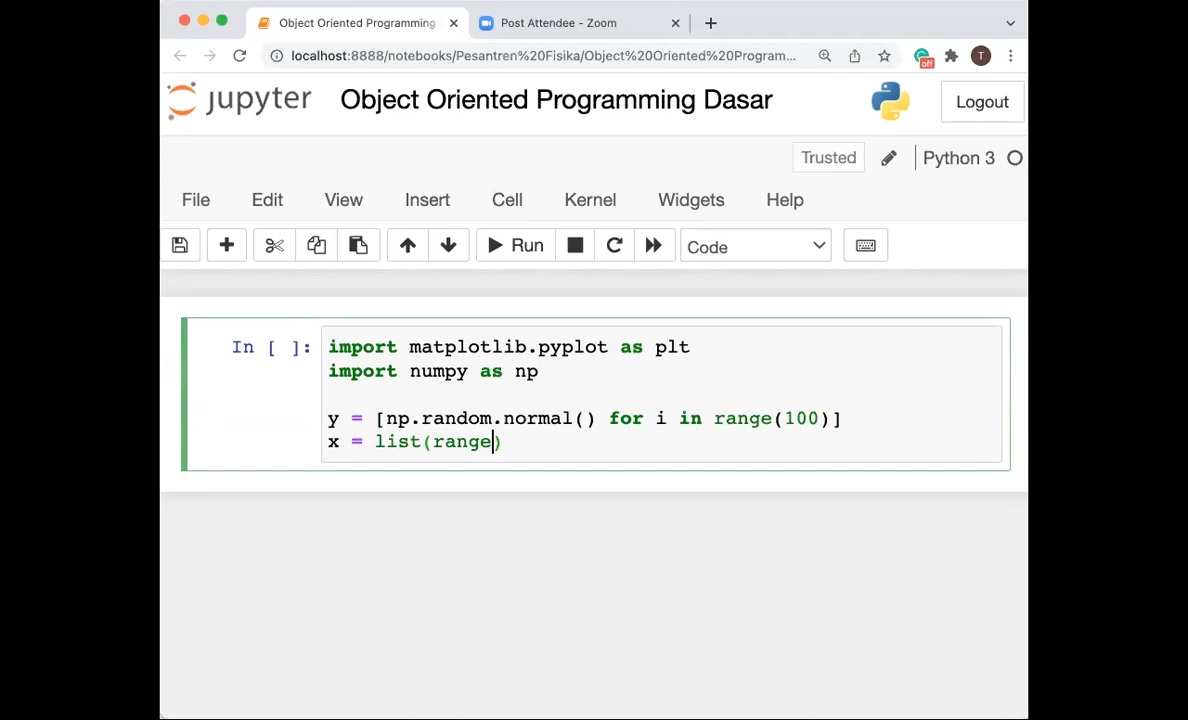 Object Oriented Programming
Post Attendee - Zoom
localhost:8888/notebooks/Pesantren%20Fisika/Object%20Oriented%20Program...
off
T
jupyter
Object Oriented Programming Dasar
Logout
Trusted
Python 3
File Edit View Insert Cell Kernel Widgets Help
Run
Code
In [ ]:
import matplotlib.pyplot as plt
import numpy as np
y = [np.random.normal() for i in range(100)]
x = list(range)